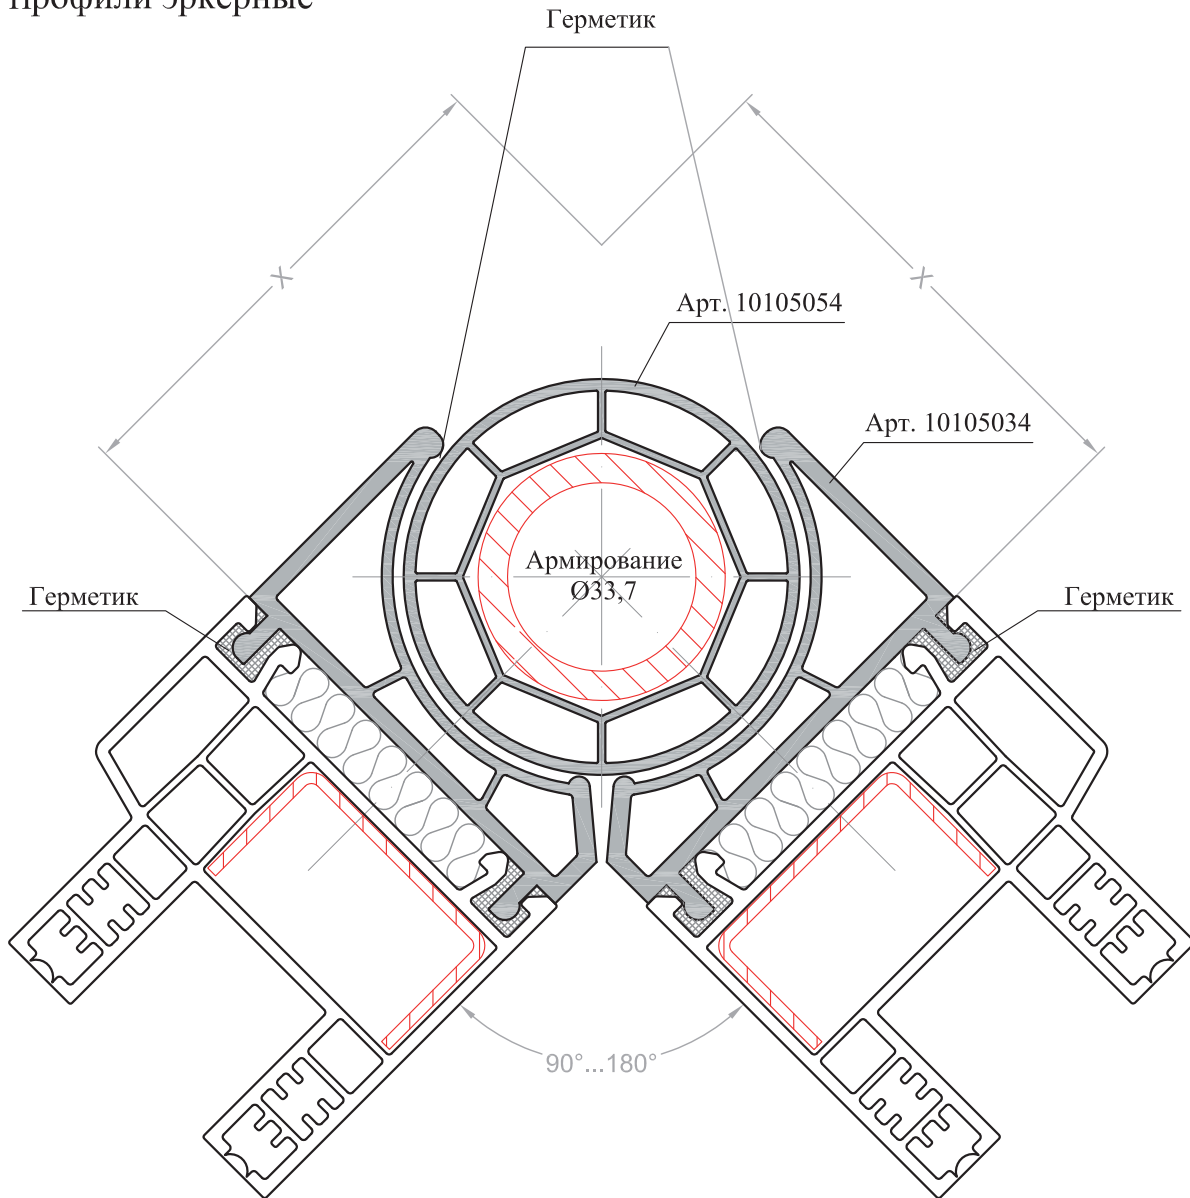 профили эркерные
Герметик
X
X
Арт. 10105054
Арт. 10105034
Армирование
Ø33,7
Герметик
Герметик
90°...180°